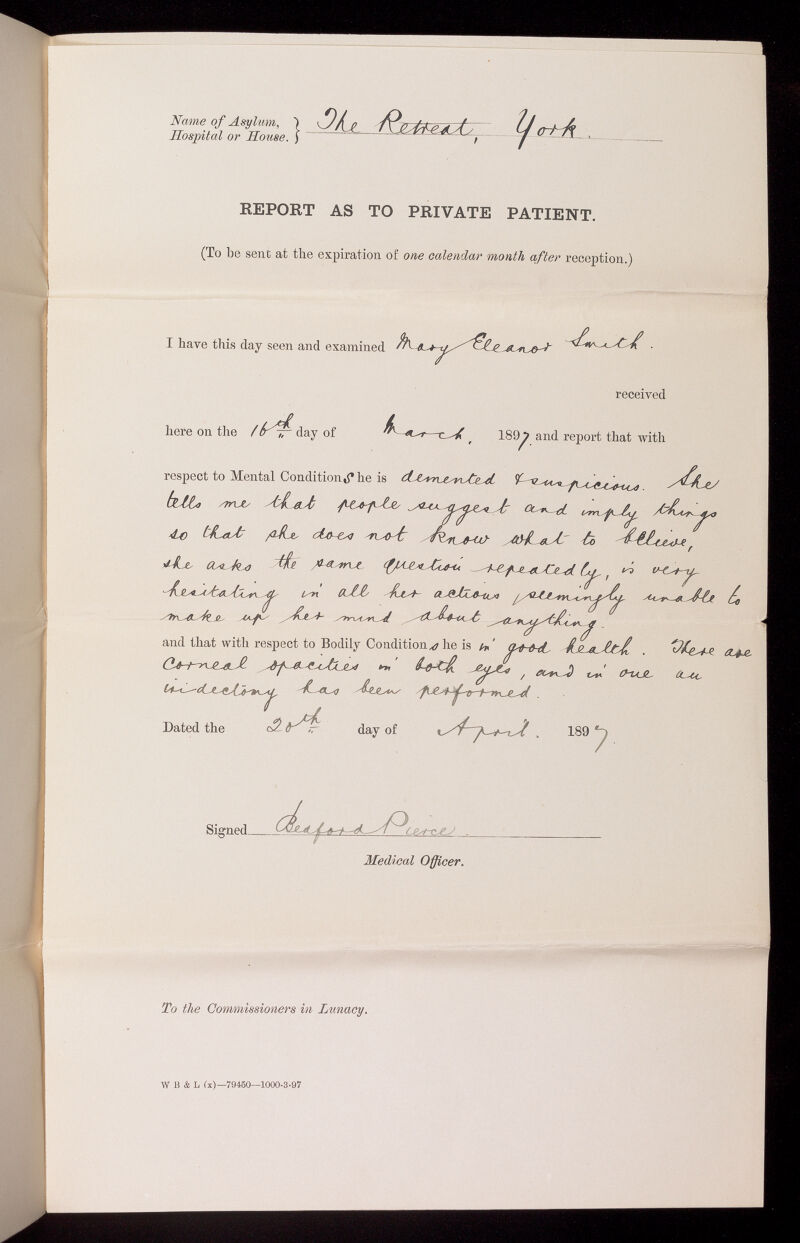 Name of Asylum, Hospital or House. } The Retreat, York.
REPORT AS TO PRIVATE PATIENT.
(To be sent at the expiration of one calendar month after reception.)
I have this day seen and examined Mary Eleanor Smith.
received
here on the 16th day of March, 1897, and report that with
respect to Mental Condition She is demented & suspicious. She
tells me that people suggest and imply things
so that she does not know what to believe,
she asks the same question repeatedly, is very
hesitating in all her actions, seemingly unable to
make up her mind about anything.
and that with respect to Bodily Condition she is in good health. There are
Corneal opacities in both eyes, and in one an
iridectomy has been performed.
Dated the 20th day of April. 1897.
Signed Bedford Pierce.
Medical Officer.
To the Commissioners in Lunacy.
W B & L (x)—79450—1000-3-97